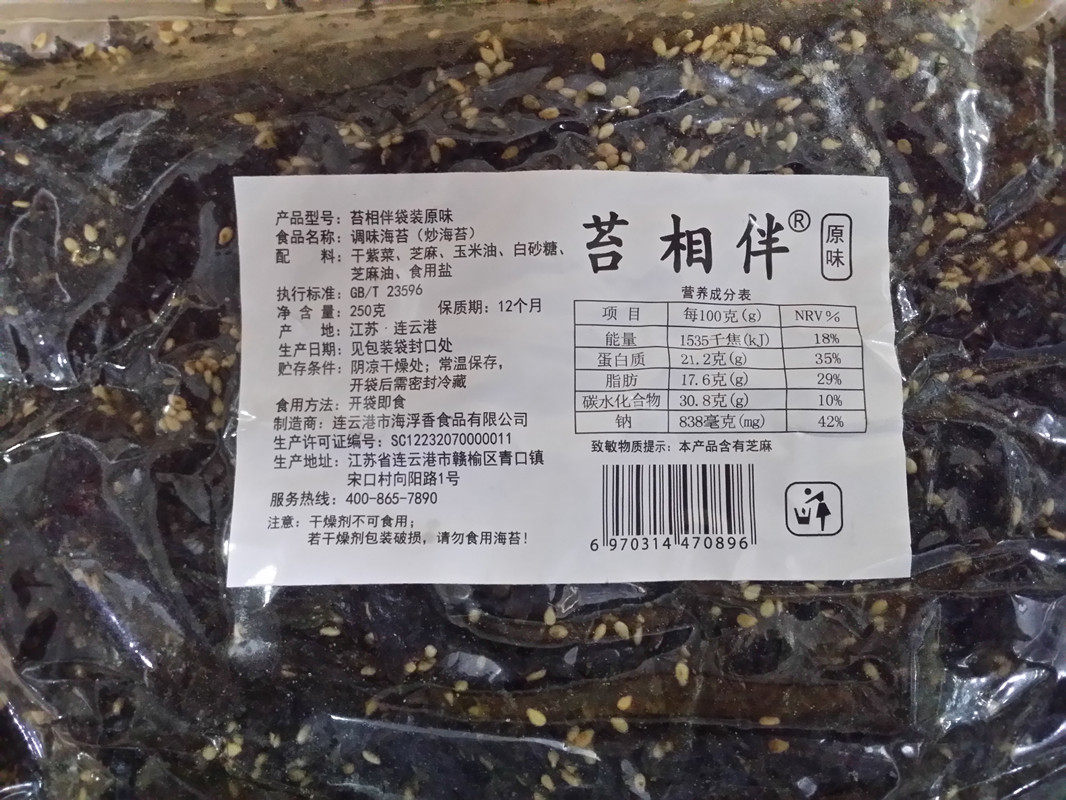 产品型号：苔相伴袋装原味
食品名称：调味海苔（炒海苔）
配　　料：干紫菜、芝麻、玉米油、白砂糖、
芝麻油、食用盐
执行标准：GB/T 23596
净 含 量：250克　　保质期：12个月
产　　地：江苏·连云港
生产日期：见包装袋封口处
贮存条件：阴凉干燥处；常温保存，
开袋后需密封冷藏
食用方法：开袋即食
制造商：连云港市海浮香食品有限公司
生产许可证编号：SC12232070000011
生产地址：江苏省连云港市赣榆区青口镇
宋口村向阳路1号
服务热线：400-865-7890
注意：干燥剂不可食用；
若干燥剂包装破损，请勿食用海苔！
苔相伴® 原味
营养成分表
项 目 每100克(g) NRV%
能量 1535千焦(kJ) 18%
蛋白质 21.2克(g) 35%
脂肪 17.6克(g) 29%
碳水化合物 30.8克(g) 10%
钠 838毫克(mg) 42%
致敏物质提示：本产品含有芝麻
6 970314 470896